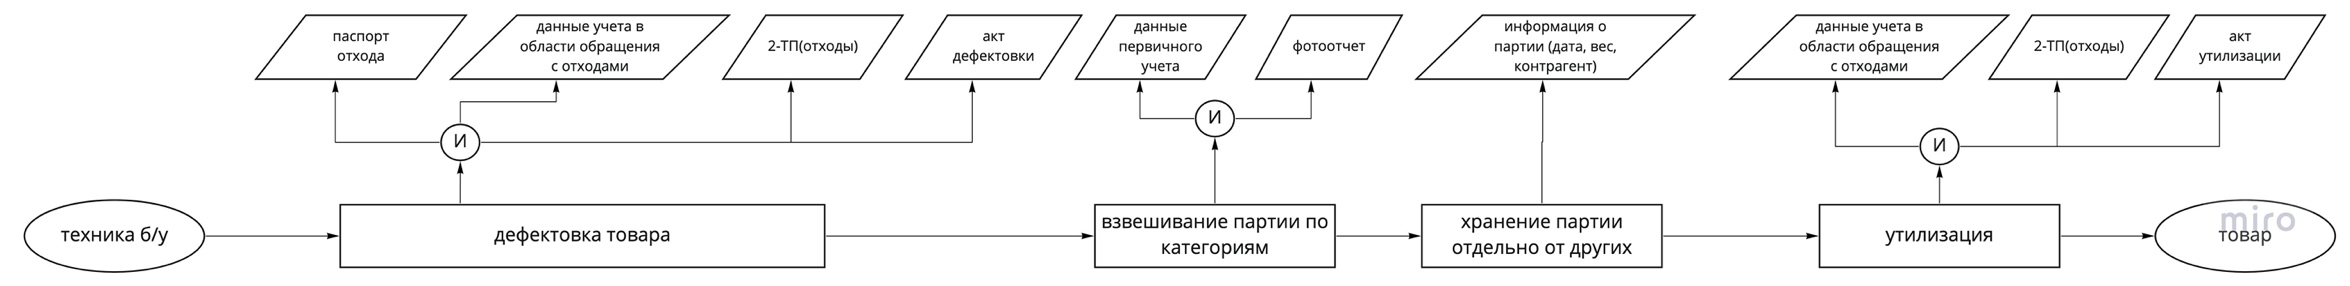 паспорт
отхода
данные учета в
области обращения
с отходами
2-ТП(отходы)
акт
дефектовки
данные
первичного
учета
фотоотчет
информация о
партии (дата, вес,
контрагент)
данные учета в
области обращения
с отходами
2-ТП(отходы)
акт
утилизации
И
И
И
техника б/у
дефектовка товара
взвешивание партии по
категориям
хранение партии
отдельно от других
утилизация
товар
miro